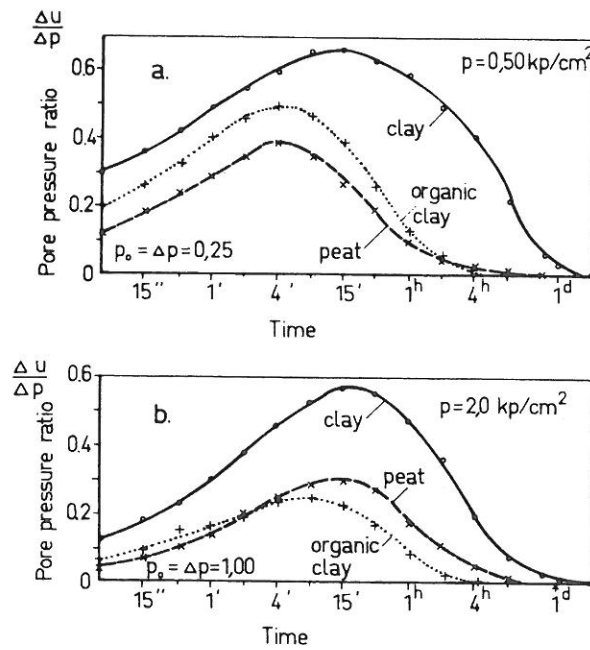 Δu
Δp
Pore pressure ratio
0.6
0.4
0.2
0
a.
p=0,50 kp/cm²
clay
organic
clay
peat
p₀ = Δp=0,25
15" 1' 4' 15' 1ʰ 4ʰ 1ᵈ
Time
Δu
Δp
Pore pressure ratio
0.6
0.4
0.2
0
b.
p=2,0 kp/cm²
clay
peat
organic
clay
p₀ = Δp=1,00
15" 1' 4' 15' 1ʰ 4ʰ 1ᵈ
Time